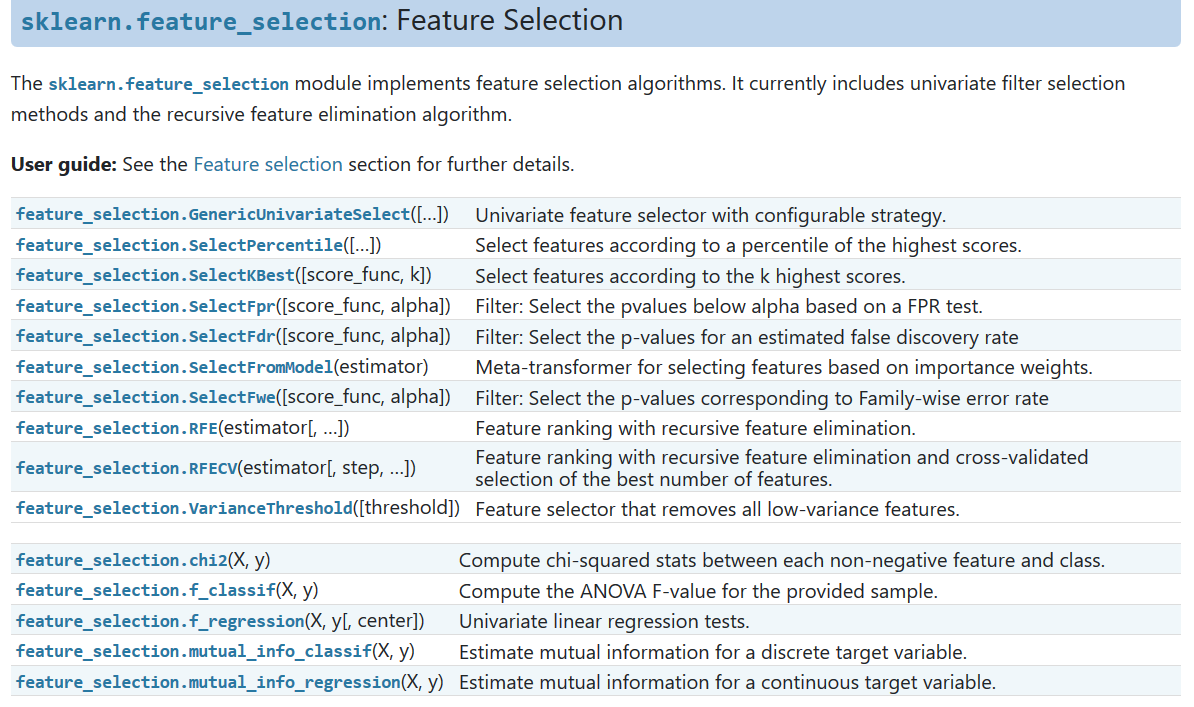 sklearn.feature_selection: Feature Selection
The sklearn.feature_selection module implements feature selection algorithms. It currently includes univariate filter selection
methods and the recursive feature elimination algorithm.
User guide: See the Feature selection section for further details.
feature_selection.GenericUnivariateSelect([...]) Univariate feature selector with configurable strategy.
feature_selection.SelectPercentile([...]) Select features according to a percentile of the highest scores.
feature_selection.SelectKBest([score_func, k]) Select features according to the k highest scores.
feature_selection.SelectFpr([score_func, alpha]) Filter: Select the pvalues below alpha based on a FPR test.
feature_selection.SelectFdr([score_func, alpha]) Filter: Select the p-values for an estimated false discovery rate
feature_selection.SelectFromModel(estimator) Meta-transformer for selecting features based on importance weights.
feature_selection.SelectFwe([score_func, alpha]) Filter: Select the p-values corresponding to Family-wise error rate
feature_selection.RFE(estimator[, ...]) Feature ranking with recursive feature elimination.
feature_selection.RFECV(estimator[, step, ...]) Feature ranking with recursive feature elimination and cross-validated
selection of the best number of features.
feature_selection.VarianceThreshold([threshold]) Feature selector that removes all low-variance features.
feature_selection.chi2(X, y) Compute chi-squared stats between each non-negative feature and class.
feature_selection.f_classif(X, y) Compute the ANOVA F-value for the provided sample.
feature_selection.f_regression(X, y[, center]) Univariate linear regression tests.
feature_selection.mutual_info_classif(X, y) Estimate mutual information for a discrete target variable.
feature_selection.mutual_info_regression(X, y) Estimate mutual information for a continuous target variable.